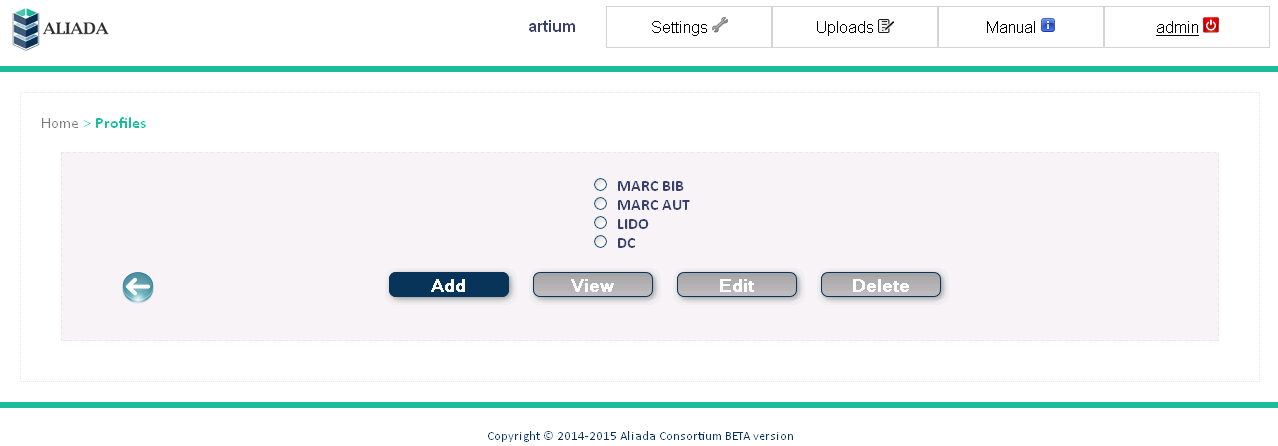 ALIADA
artium
Settings
Uploads
Manual
admin
Home > Profiles
MARC BIB
MARC AUT
LIDO
DC
Add
View
Edit
Delete
Copyright © 2014-2015 Aliada Consortium BETA version